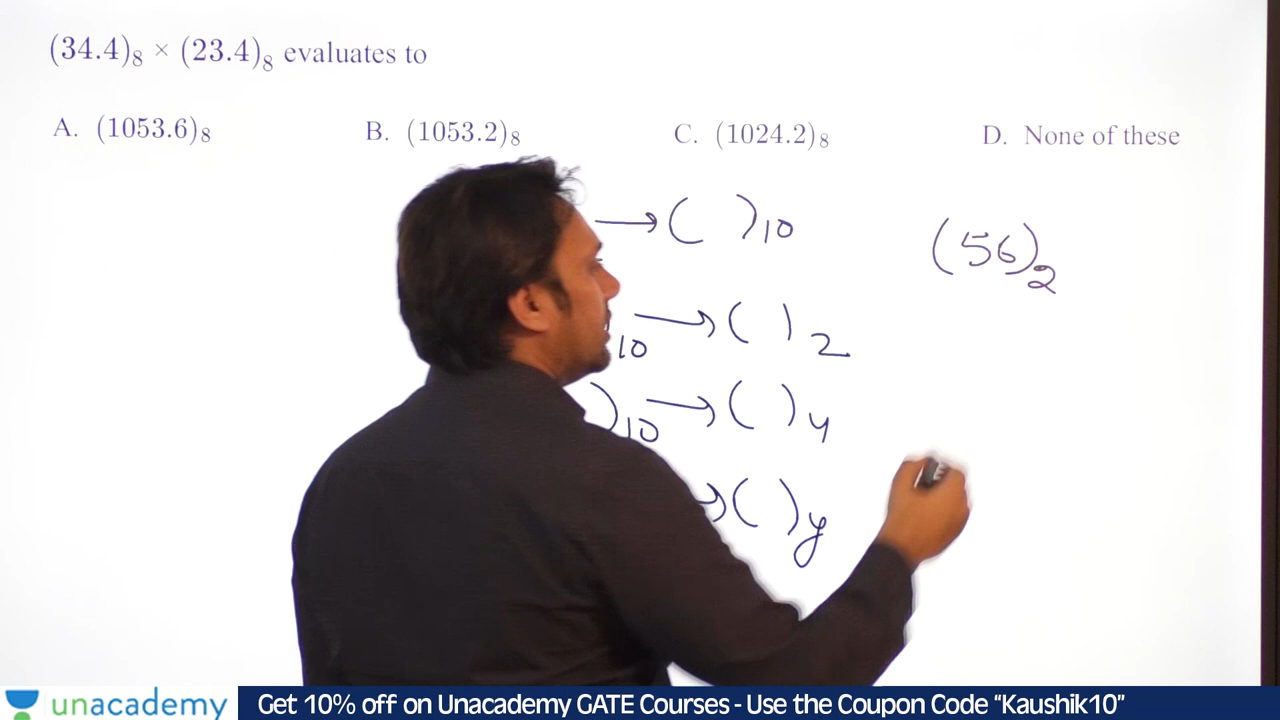 (34.4)₈ × (23.4)₈ evaluates to
A. (1053.6)₈ B. (1053.2)₈ C. (1024.2)₈ D. None of these
→ ( )₁₀ (56)₂
₁₀ → ( )₂
)₁₀ → ( )₄
→ ( )y
unacademy Get 10% off on Unacademy GATE Courses - Use the Coupon Code “Kaushik10”